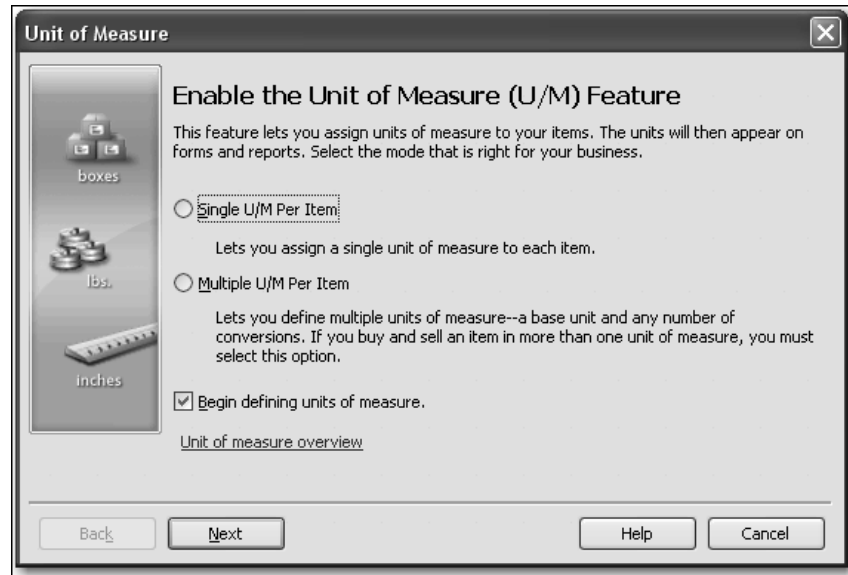 Unit of Measure
boxes
lbs.
inches
Enable the Unit of Measure (U/M) Feature
This feature lets you assign units of measure to your items. The units will then appear on
forms and reports. Select the mode that is right for your business.
Single U/M Per Item
Lets you assign a single unit of measure to each item.
Multiple U/M Per Item
Lets you define multiple units of measure--a base unit and any number of
conversions. If you buy and sell an item in more than one unit of measure, you must
select this option.
Begin defining units of measure.
Unit of measure overview
Back
Next
Help
Cancel